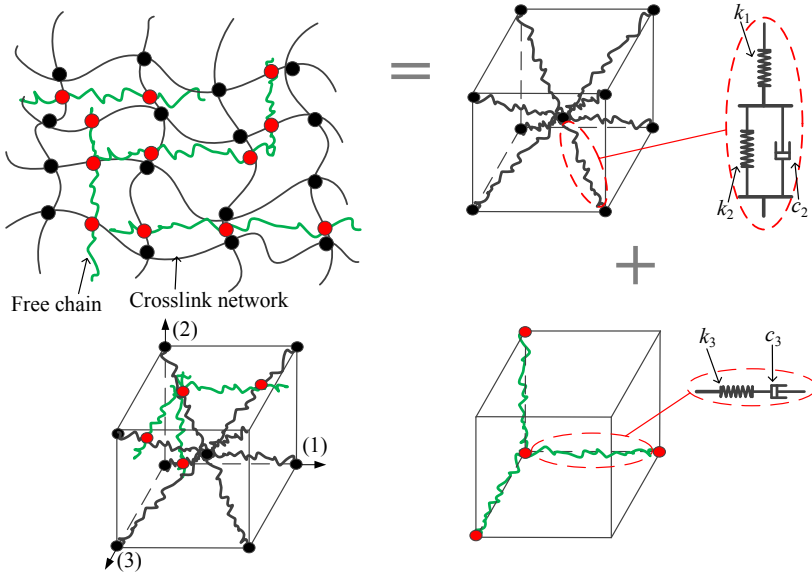 k₁
k₂
c₂
Free chain
Crosslink network
(2)
(1)
(3)
k₃
c₃